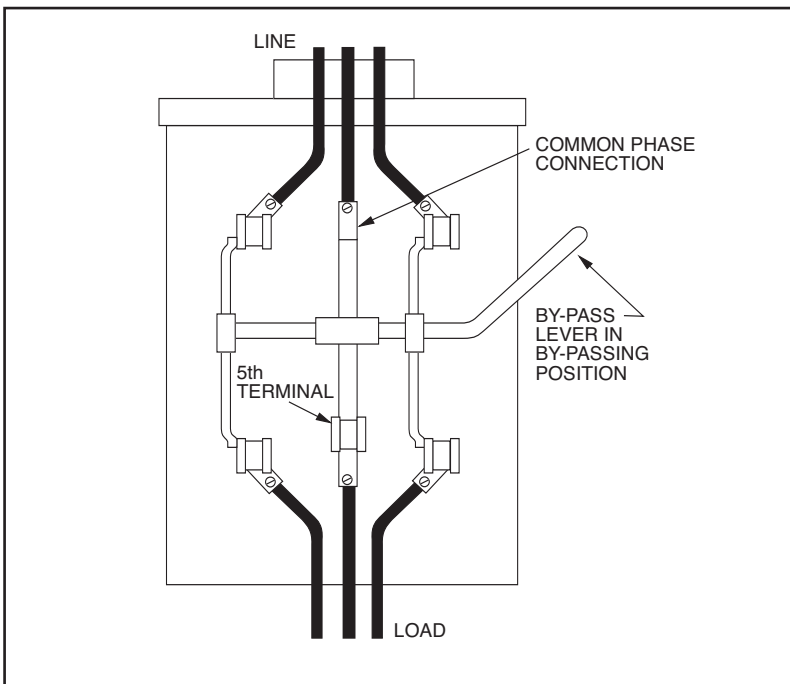 LINE
COMMON PHASE
CONNECTION
BY-PASS
LEVER IN
BY-PASSING
POSITION
5th
TERMINAL
LOAD